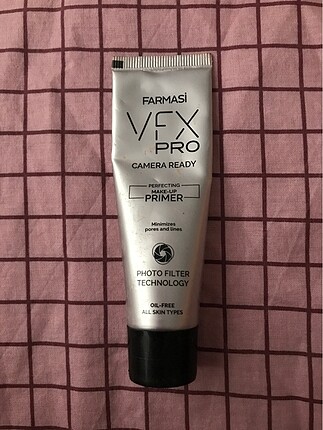 FARMASİ
VFX
PRO
CAMERA READY
PERFECTING
MAKE-UP
PRIMER
Minimizes
pores and lines
PHOTO FILTER
TECHNOLOGY
OIL-FREE
ALL SKIN TYPES